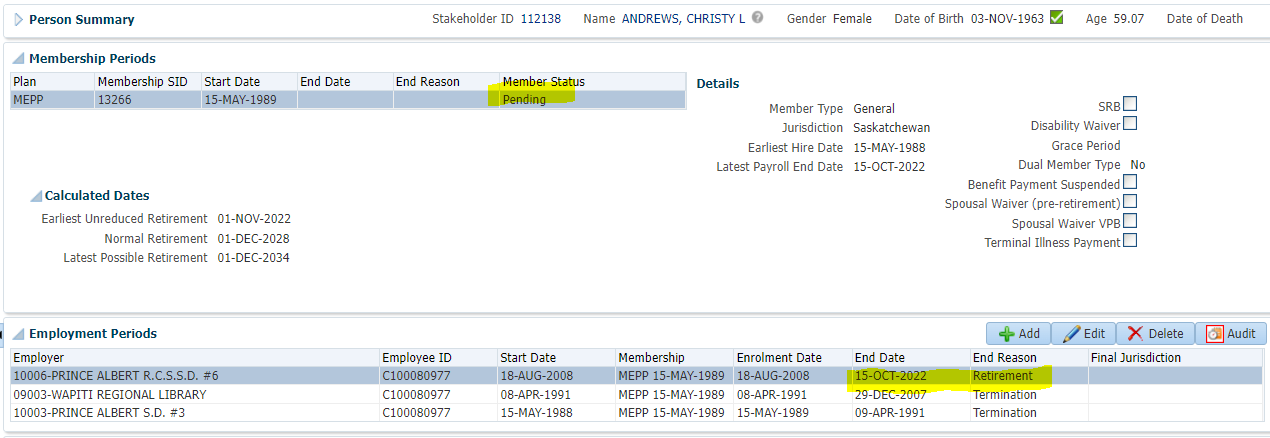 Person Summary Stakeholder ID 112138 Name ANDREWS, CHRISTY L Gender Female Date of Birth 03-NOV-1963 Age 59.07 Date of Death
Membership Periods
Plan Membership SID Start Date End Date End Reason Member Status
MEPP 13266 15-MAY-1989 Pending
Details
Member Type General
Jurisdiction Saskatchewan
Earliest Hire Date 15-MAY-1988
Latest Payroll End Date 15-OCT-2022
SRB
Disability Waiver
Grace Period
Dual Member Type No
Benefit Payment Suspended
Spousal Waiver (pre-retirement)
Spousal Waiver VPB
Terminal Illness Payment
Calculated Dates
Earliest Unreduced Retirement 01-NOV-2022
Normal Retirement 01-DEC-2028
Latest Possible Retirement 01-DEC-2034
Employment Periods Add Edit Delete Audit
Employer Employee ID Start Date Membership Enrolment Date End Date End Reason Final Jurisdiction
10006-PRINCE ALBERT R.C.S.S.D. #6 C100080977 18-AUG-2008 MEPP 15-MAY-1989 18-AUG-2008 15-OCT-2022 Retirement
09003-WAPITI REGIONAL LIBRARY C100080977 08-APR-1991 MEPP 15-MAY-1989 08-APR-1991 29-DEC-2007 Termination
10003-PRINCE ALBERT S.D. #3 C100080977 15-MAY-1988 MEPP 15-MAY-1989 15-MAY-1989 09-APR-1991 Termination